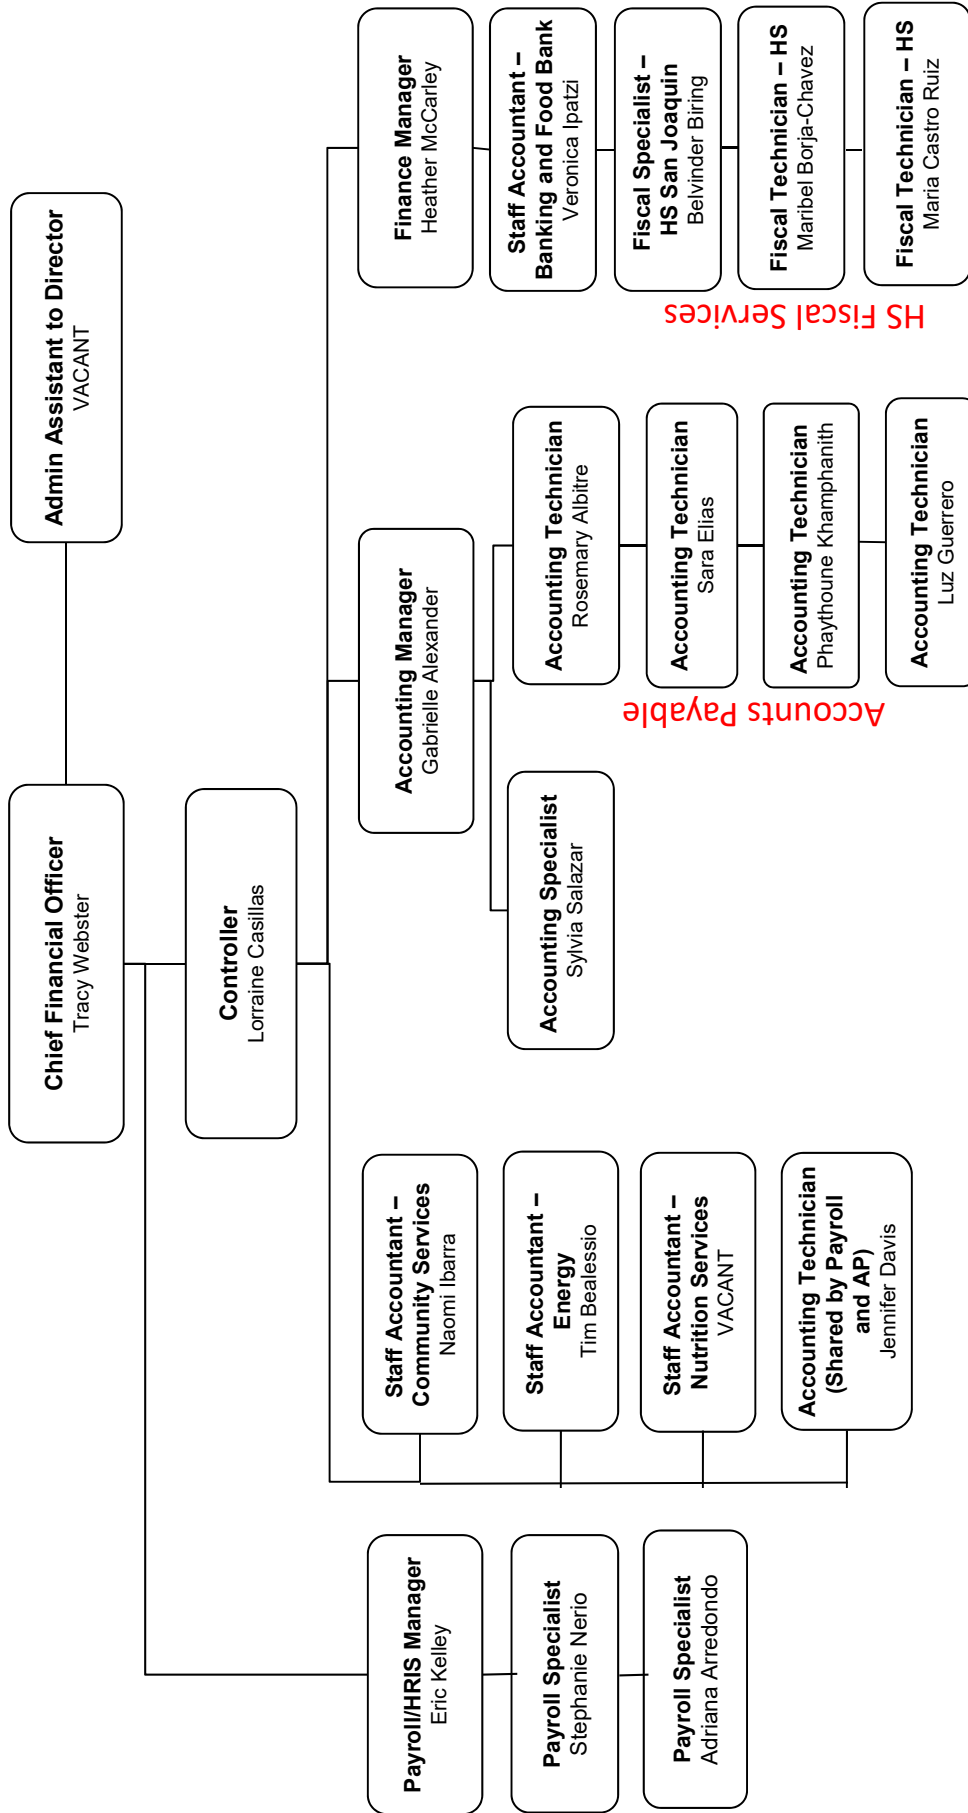 Chief Financial Officer
Tracy Webster
Admin Assistant to Director
VACANT
Controller
Lorraine Casillas
Payroll/HRIS Manager
Eric Kelley
Payroll Specialist
Stephanie Nerio
Payroll Specialist
Adriana Arredondo
Staff Accountant –
Community Services
Naomi Ibarra
Staff Accountant –
Energy
Tim Bealessio
Staff Accountant –
Nutrition Services
VACANT
Accounting Technician
(Shared by Payroll
and AP)
Jennifer Davis
Accounting Manager
Gabrielle Alexander
Accounting Specialist
Sylvia Salazar
Accounts Payable
Accounting Technician
Rosemary Albitre
Accounting Technician
Sara Elias
Accounting Technician
Phaythoune Khamphanith
Accounting Technician
Luz Guerrero
Finance Manager
Heather McCarley
Staff Accountant –
Banking and Food Bank
Veronica Ipatzi
HS Fiscal Services
Fiscal Specialist –
HS San Joaquin
Belvinder Biring
Fiscal Technician – HS
Maribel Borja-Chavez
Fiscal Technician – HS
Maria Castro Ruiz